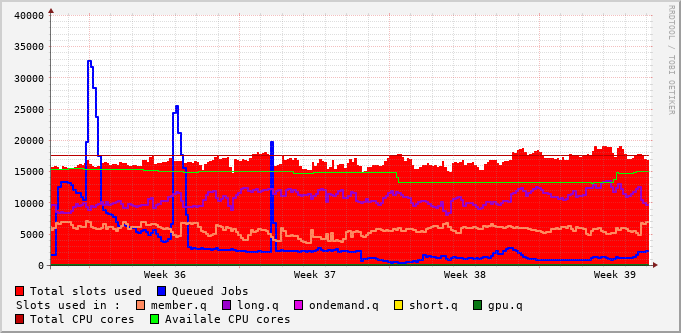 40000
35000
30000
25000
20000
15000
10000
5000
0
Week 36 Week 37 Week 38 Week 39
RRDTOOL / TOBI OETIKER
Total slots used Queued Jobs
Slots used in : member.q long.q ondemand.q short.q gpu.q
Total CPU cores Availale CPU cores